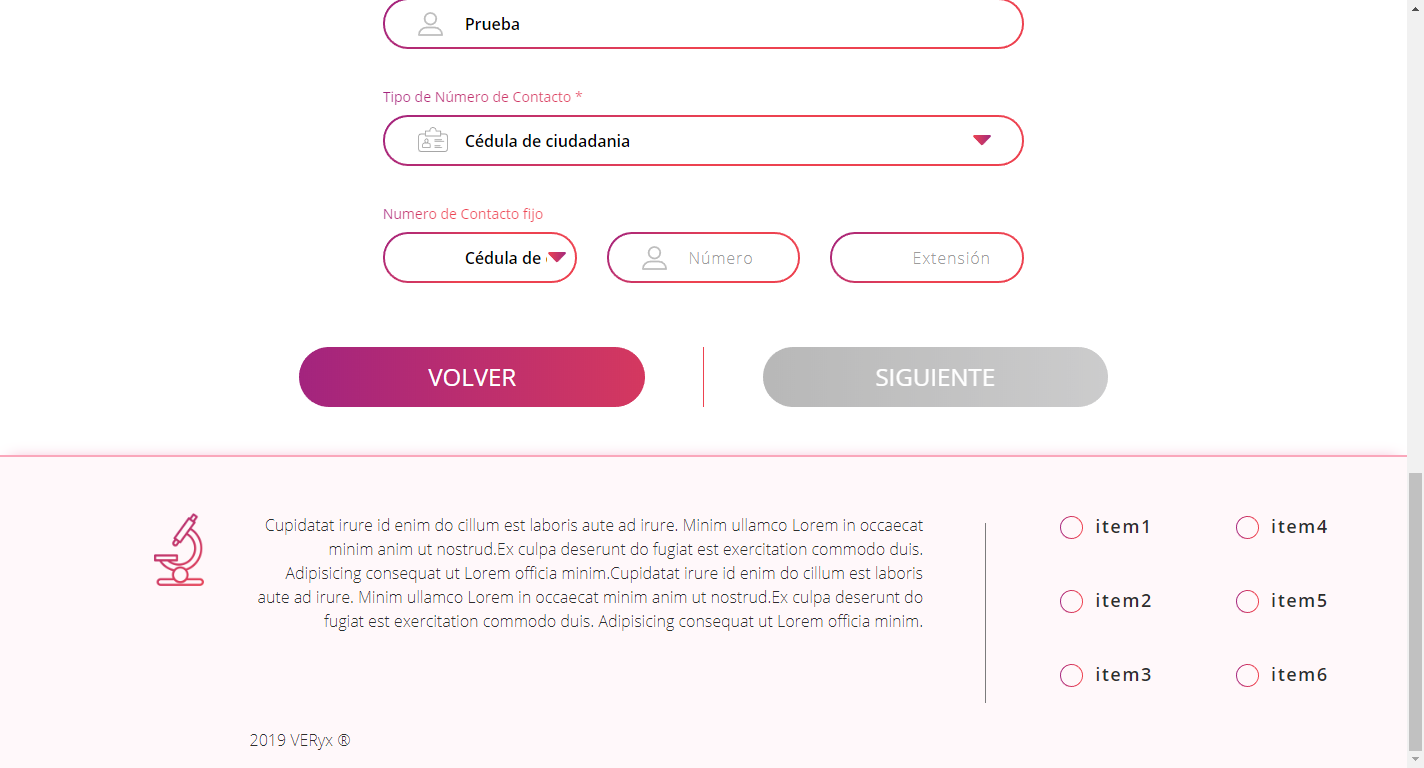 Prueba
Tipo de Número de Contacto *
Cédula de ciudadania
Numero de Contacto fijo
Cédula de
Número
Extensión
VOLVER
SIGUIENTE
Cupidatat irure id enim do cillum est laboris aute ad irure. Minim ullamco Lorem in occaecat
minim anim ut nostrud.Ex culpa deserunt do fugiat est exercitation commodo duis.
Adipisicing consequat ut Lorem officia minim.Cupidatat irure id enim do cillum est laboris
aute ad irure. Minim ullamco Lorem in occaecat minim anim ut nostrud.Ex culpa deserunt do
fugiat est exercitation commodo duis. Adipisicing consequat ut Lorem officia minim.
item1
item4
item2
item5
item3
item6
2019 VERyx ®